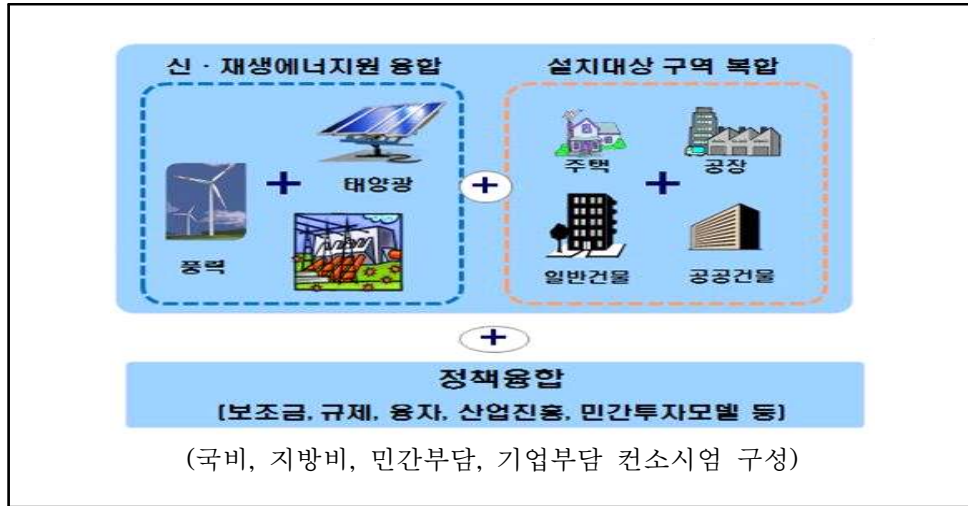 신 · 재생에너지원 융합
설치대상 구역 복합
태양광
풍력
주택
공장
일반건물
공공건물
정책융합
[보조금, 규제, 융자, 산업진흥, 민간투자모델 등]
(국비, 지방비, 민간부담, 기업부담 컨소시엄 구성)